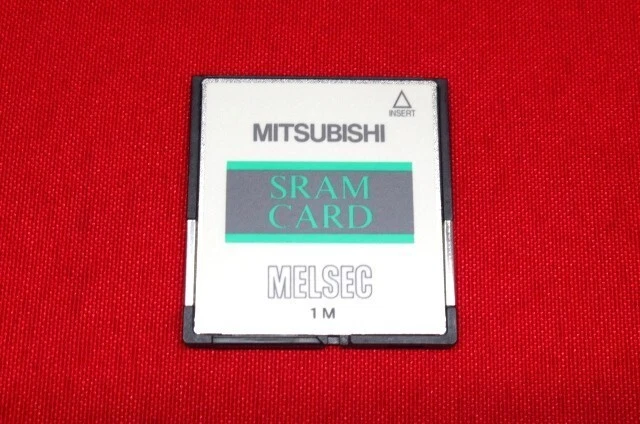 INSERT
MITSUBISHI
SRAM
CARD
MELSEC
1M